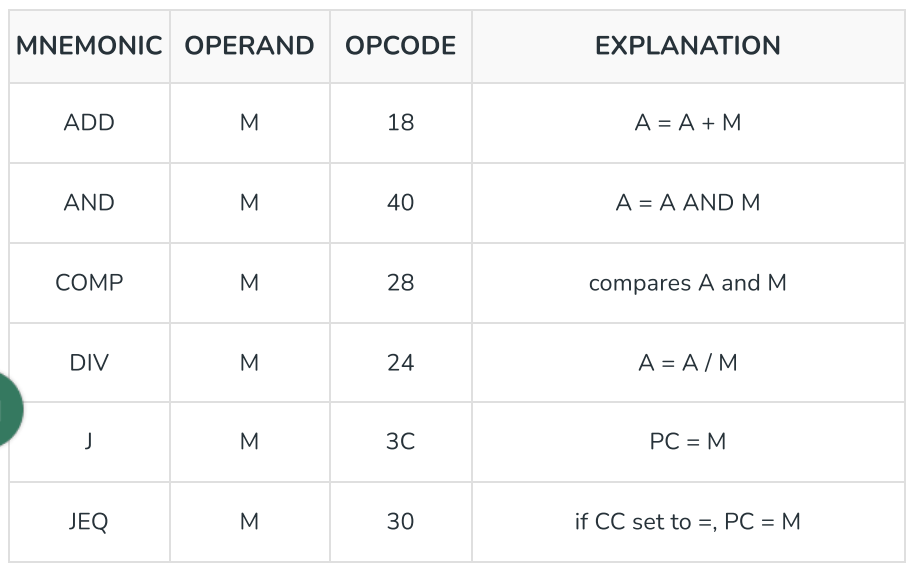 MNEMONIC OPERAND OPCODE EXPLANATION
ADD M 18 A = A + M
AND M 40 A = A AND M
COMP M 28 compares A and M
DIV M 24 A = A / M
J M 3C PC = M
JEQ M 30 if CC set to =, PC = M